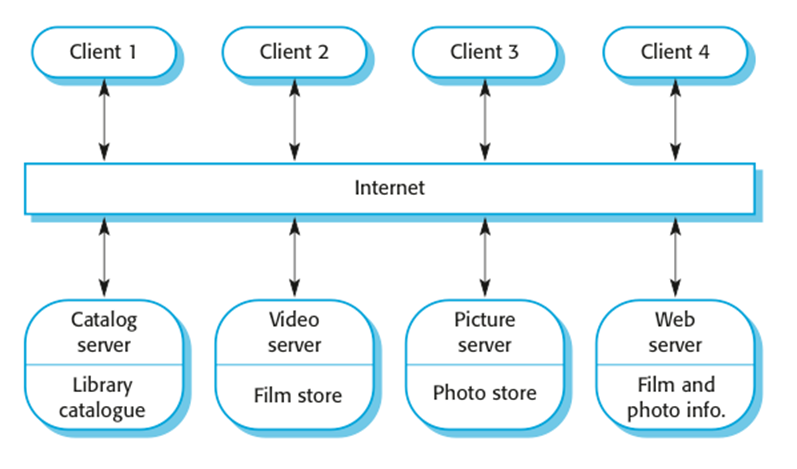 Client 1
Client 2
Client 3
Client 4
Internet
Catalog
server
Library
catalogue
Video
server
Film store
Picture
server
Photo store
Web
server
Film and
photo info.